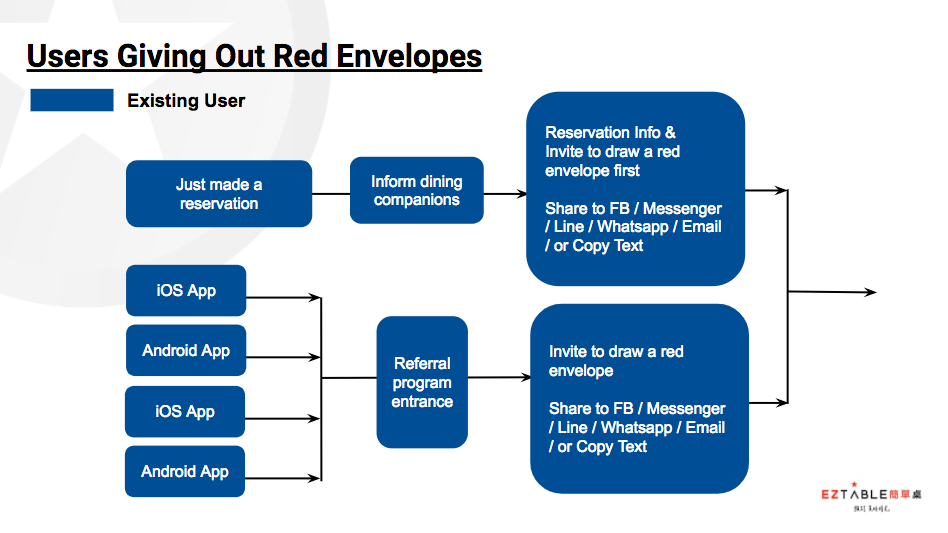 Users Giving Out Red Envelopes
Existing User
Just made a
reservation
Inform dining
companions
Reservation Info &
Invite to draw a red
envelope first
Share to FB / Messenger
/ Line / Whatsapp / Email
/ or Copy Text
iOS App
Android App
iOS App
Android App
Referral
program
entrance
Invite to draw a red
envelope
Share to FB / Messenger
/ Line / Whatsapp / Email
/ or Copy Text
EZTABLE簡單桌